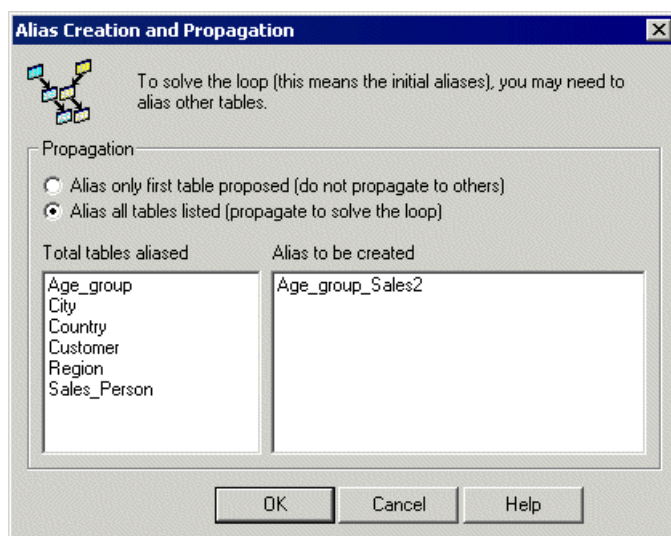 Alias Creation and Propagation
To solve the loop (this means the initial aliases), you may need to
alias other tables.
Propagation
Alias only first table proposed (do not propagate to others)
Alias all tables listed (propagate to solve the loop)
Total tables aliased
Alias to be created
Age_group
City
Country
Customer
Region
Sales_Person
Age_group_Sales2
OK
Cancel
Help